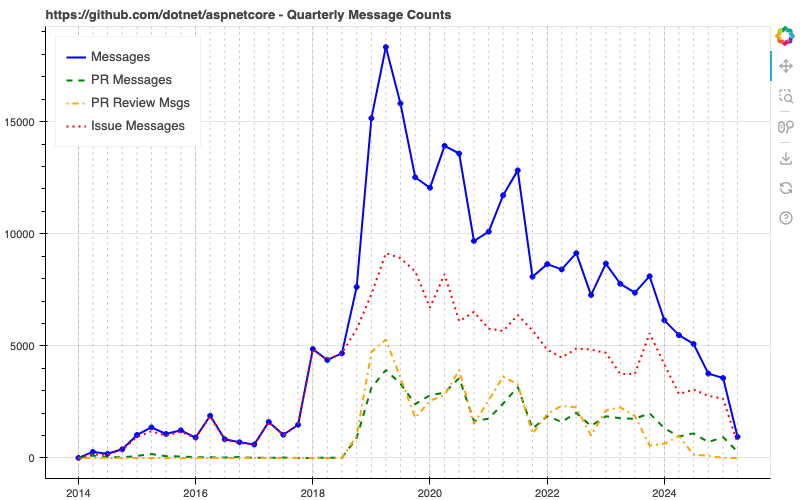 https://github.com/dotnet/aspnetcore - Quarterly Message Counts
Messages
PR Messages
PR Review Msgs
Issue Messages
15000
10000
5000
0
2014
2016
2018
2020
2022
2024